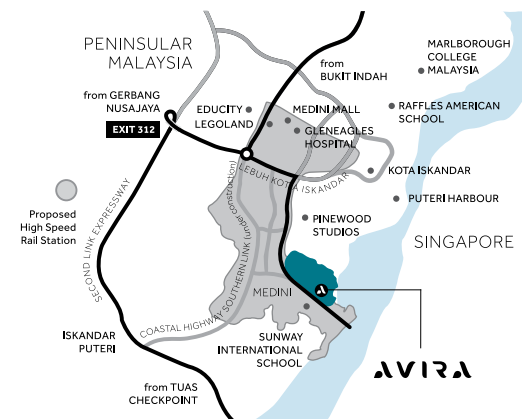 PENINSULAR
MALAYSIA
from
BUKIT INDAH
MARLBOROUGH
COLLEGE
MALAYSIA
from GERBANG
NUSAJAYA
EXIT 312
EDUCITY
LEGOLAND
MEDINI MALL
GLENEAGLES
HOSPITAL
RAFFLES AMERICAN
SCHOOL
LEBUH KOTA ISKANDAR
KOTA ISKANDAR
PUTERI HARBOUR
Proposed
High Speed
Rail Station
SECOND LINK EXPRESSWAY
COASTAL HIGHWAY SOUTHERN LINK (under construction)
PINEWOOD
STUDIOS
SINGAPORE
MEDINI
A
ISKANDAR
PUTERI
SUNWAY
INTERNATIONAL
SCHOOL
AVIRA
from TUAS
CHECKPOINT